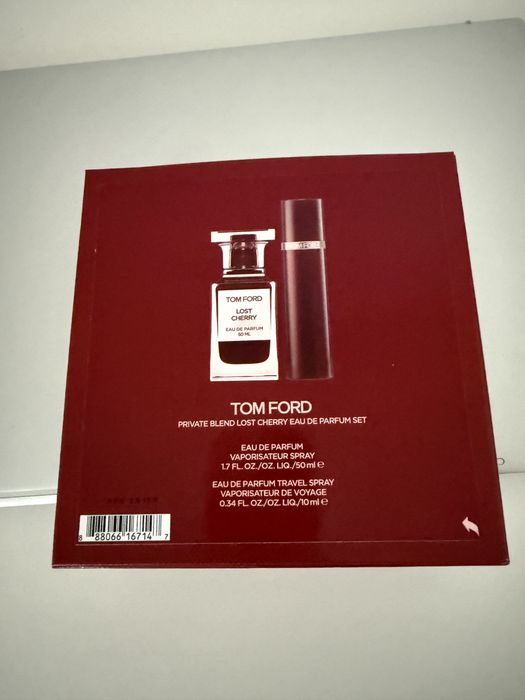 TOM FORD
LOST
CHERRY
EAU DE PARFUM
50 ML
TOM FORD
PRIVATE BLEND LOST CHERRY EAU DE PARFUM SET
EAU DE PARFUM
VAPORISATEUR SPRAY
1.7 FL. OZ./OZ. LIQ./50 ml ℮
EAU DE PARFUM TRAVEL SPRAY
VAPORISATEUR DE VOYAGE
0.34 FL. OZ./OZ. LIQ./10 ml ℮
8 88066 16714 7